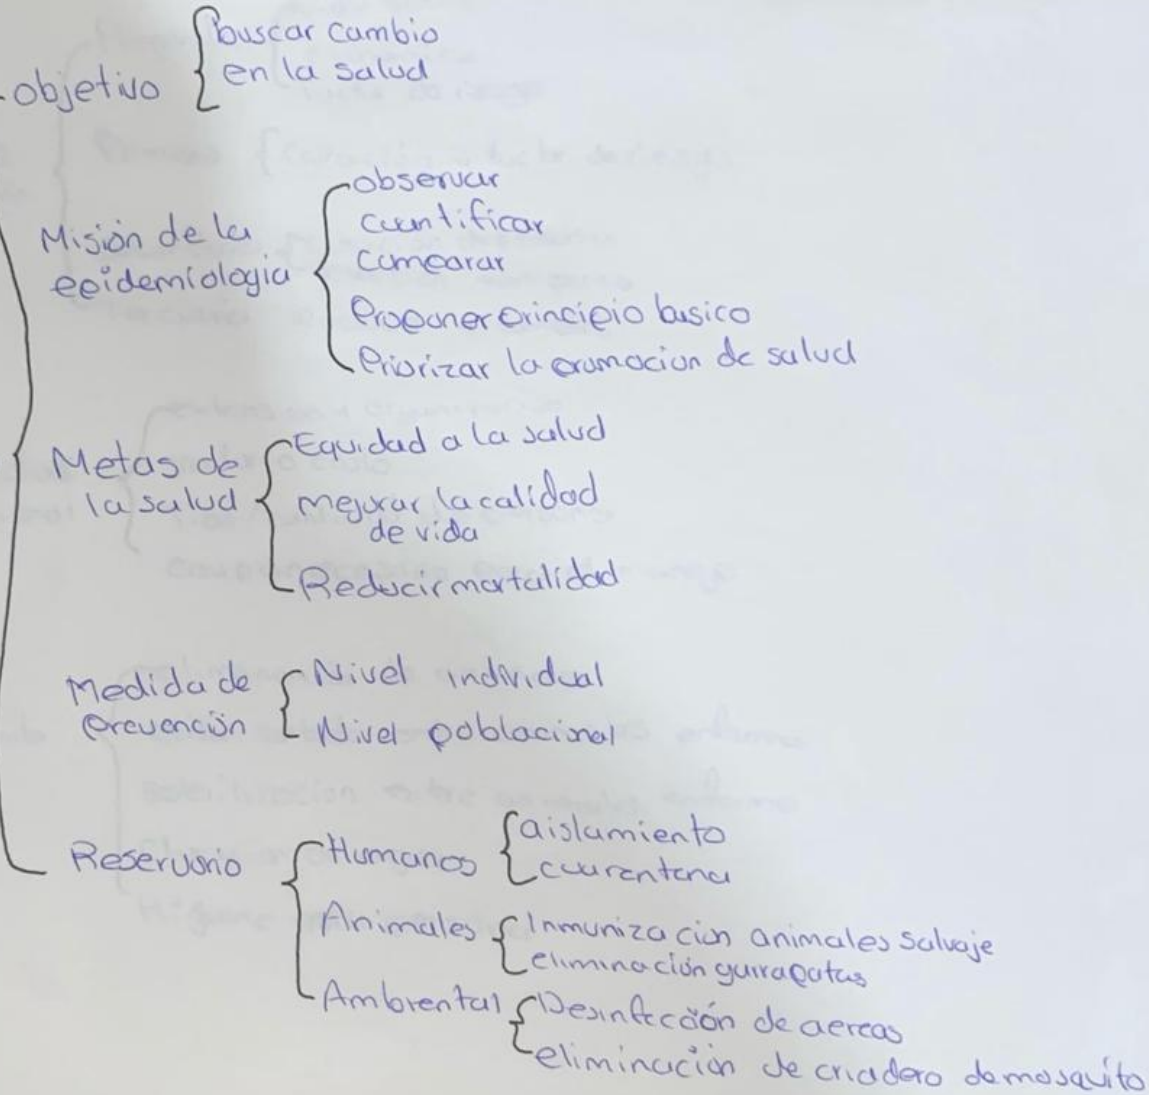 objetivo
buscar cambio
en la salud
Misión de la
epidemiologia
observar
cuantificar
comparar
Proponer principio basico
Priorizar la promocion de salud
Metas de
la salud
Equidad a la salud
mejorar la calidad
de vida
Reducir mortalidad
Medida de
prevención
Nivel individual
Nivel poblacional
Reservorio
Humanos
aislamiento
cuarentena
Animales
Inmunización animales salvaje
eliminación garrapatas
Ambiental
Desinfección de aereas
eliminación de criadero de mosquito